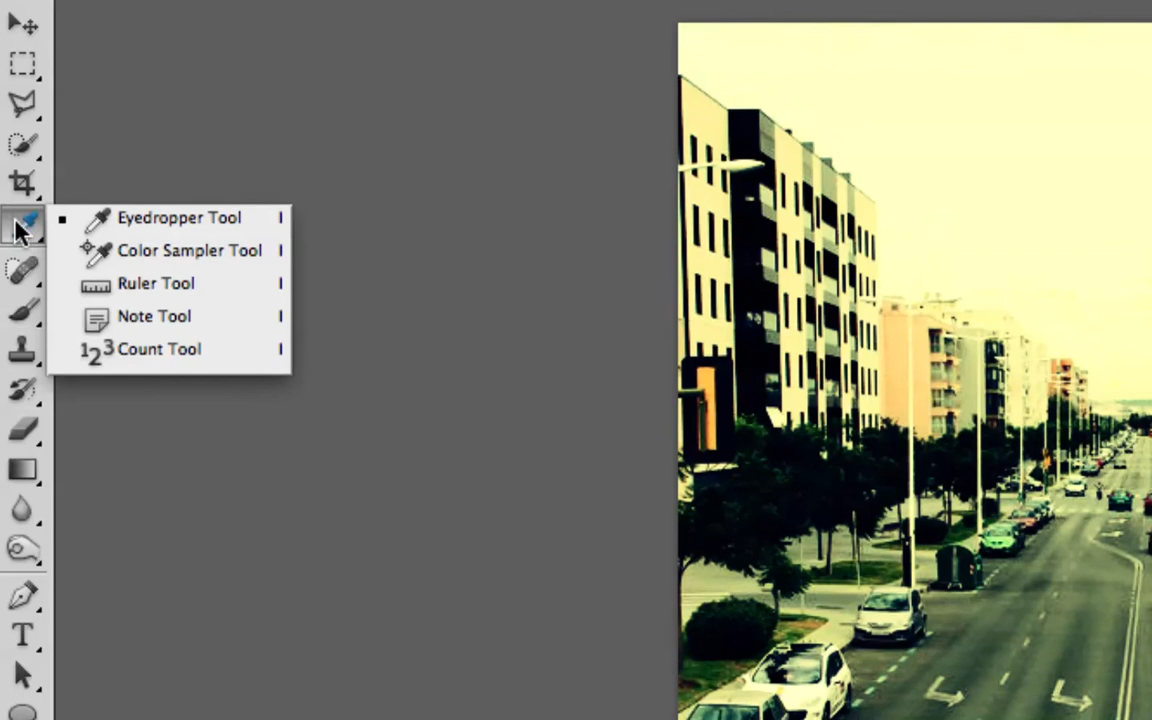 Eyedropper Tool I
Color Sampler Tool I
Ruler Tool I
Note Tool I
123 Count Tool I
T